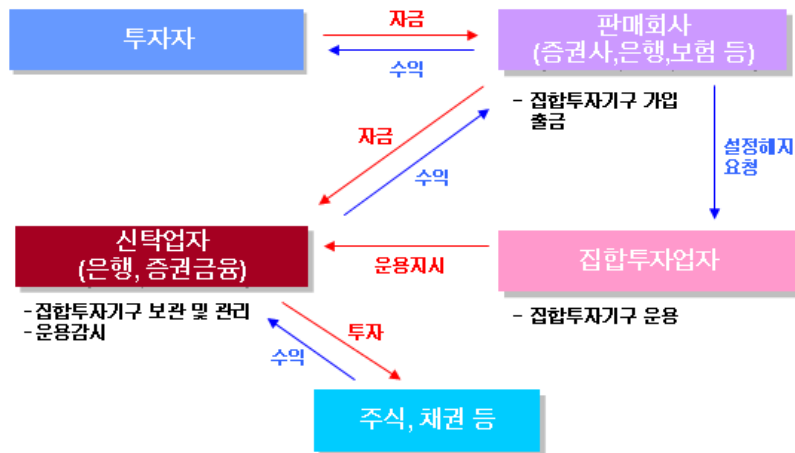 투자자
자금
수익
판매회사
(증권사,은행,보험 등)
- 집합투자기구 가입
출금
자금
수익
설정해지
요청
신탁업자
(은행, 증권금융)
-집합투자기구 보관 및 관리
-운용감시
운용지시
집합투자업자
- 집합투자기구 운용
투자
수익
주식, 채권 등